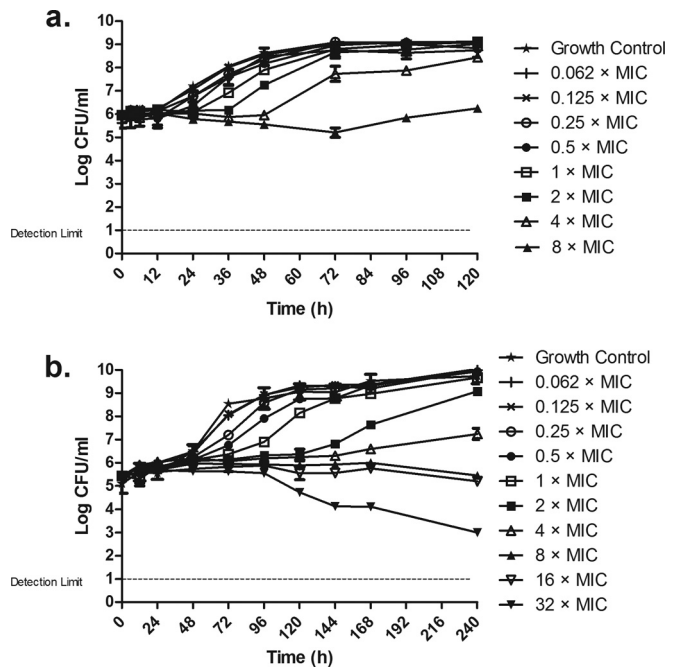 a.
10
9
8
7
6
5
4
3
2
1
0
Log CFU/ml
Detection Limit
0 12 24 36 48 60 72 84 96 108 120
Time (h)
Growth Control
0.062 × MIC
0.125 × MIC
0.25 × MIC
0.5 × MIC
1 × MIC
2 × MIC
4 × MIC
8 × MIC
b.
10
9
8
7
6
5
4
3
2
1
0
Log CFU/ml
Detection Limit
0 24 48 72 96 120 144 168 192 216 240
Time (h)
Growth Control
0.062 × MIC
0.125 × MIC
0.25 × MIC
0.5 × MIC
1 × MIC
2 × MIC
4 × MIC
8 × MIC
16 × MIC
32 × MIC